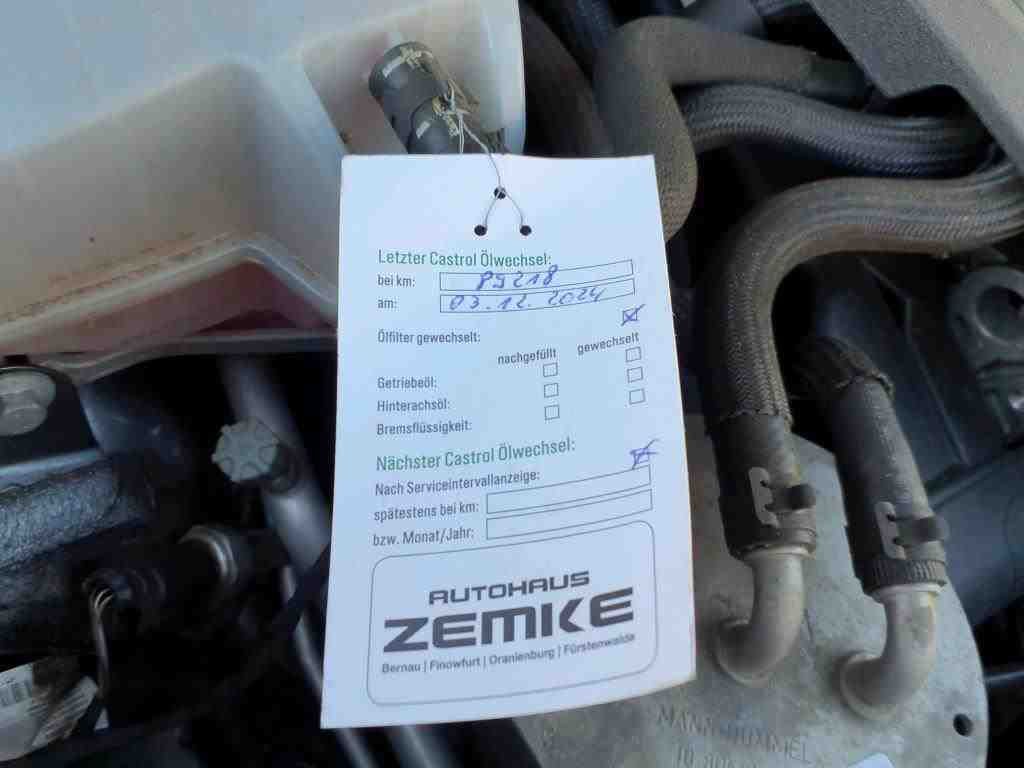 Letzter Castrol Ölwechsel:
bei km: 89218
am: 03.12.2024
Ölfilter gewechselt:
nachgefüllt gewechselt
Getriebeöl:
Hinterachsöl:
Bremsflüssigkeit:
Nächster Castrol Ölwechsel:
Nach Serviceintervallanzeige:
spätestens bei km:
bzw. Monat/Jahr:
AUTOHAUS
ZEMKE
Bernau | Finowfurt | Oranienburg | Fürstenwalde
MANN+HUMMEL